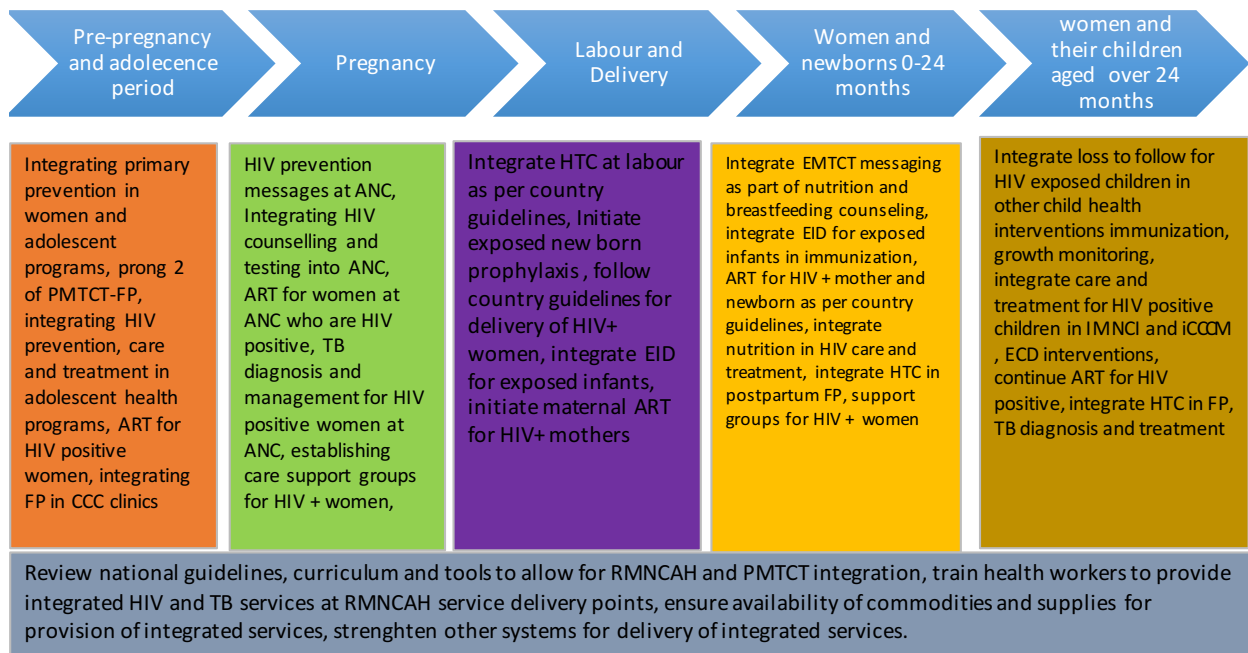 Pre-pregnancy
and adolecence
period
Pregnancy
Labour and
Delivery
Women and
newborns 0-24
months
women and
their children
aged over 24
months
Integrating primary
prevention in
women and
adolescent
programs, prong 2
of PMTCT-FP,
integrating HIV
prevention, care
and treatment in
adolescent health
programs, ART for
HIV positive
women, integrating
FP in CCC clinics
HIV prevention
messages at ANC,
Integrating HIV
counselling and
testing into ANC,
ART for women at
ANC who are HIV
positive, TB
diagnosis and
management for HIV
positive women at
ANC, establishing
care support groups
for HIV + women,
Integrate HTC at labour
as per country
guidelines, Initiate
exposed new born
prophylaxis , follow
country guidelines for
delivery of HIV+
women, integrate EID
for exposed infants,
initiate maternal ART
for HIV+ mothers
Integrate EMTCT messaging
as part of nutrition and
breastfeeding counseling,
integrate EID for exposed
infants in immunization,
ART for HIV + mother and
newborn as per country
guidelines, integrate
nutrition in HIV care and
treatment, integrate HTC in
postpartum FP, support
groups for HIV + women
Integrate loss to follow for
HIV exposed children in
other child health
interventions immunization,
growth monitoring,
integrate care and
treatment for HIV positive
children in IMNCI and iCCCM
, ECD interventions,
continue ART for HIV
positive, integrate HTC in FP,
TB diagnosis and treatment
Review national guidelines, curriculum and tools to allow for RMNCAH and PMTCT integration, train health workers to provide
integrated HIV and TB services at RMNCAH service delivery points, ensure availability of commodities and supplies for
provision of integrated services, strenghten other systems for delivery of integrated services.